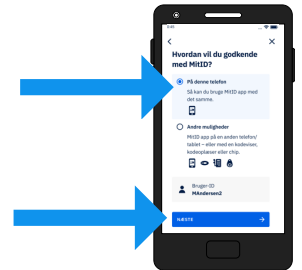 9:41
Hvordan vil du godkende
med MitID?
På denne telefon
Så kan du bruge MitID app med
det samme.
Andre muligheder
MitID app på en anden telefon/
tablet – eller med en kodeviser,
kodeoplæser eller chip.
Bruger-ID
MAndersen2
NÆSTE